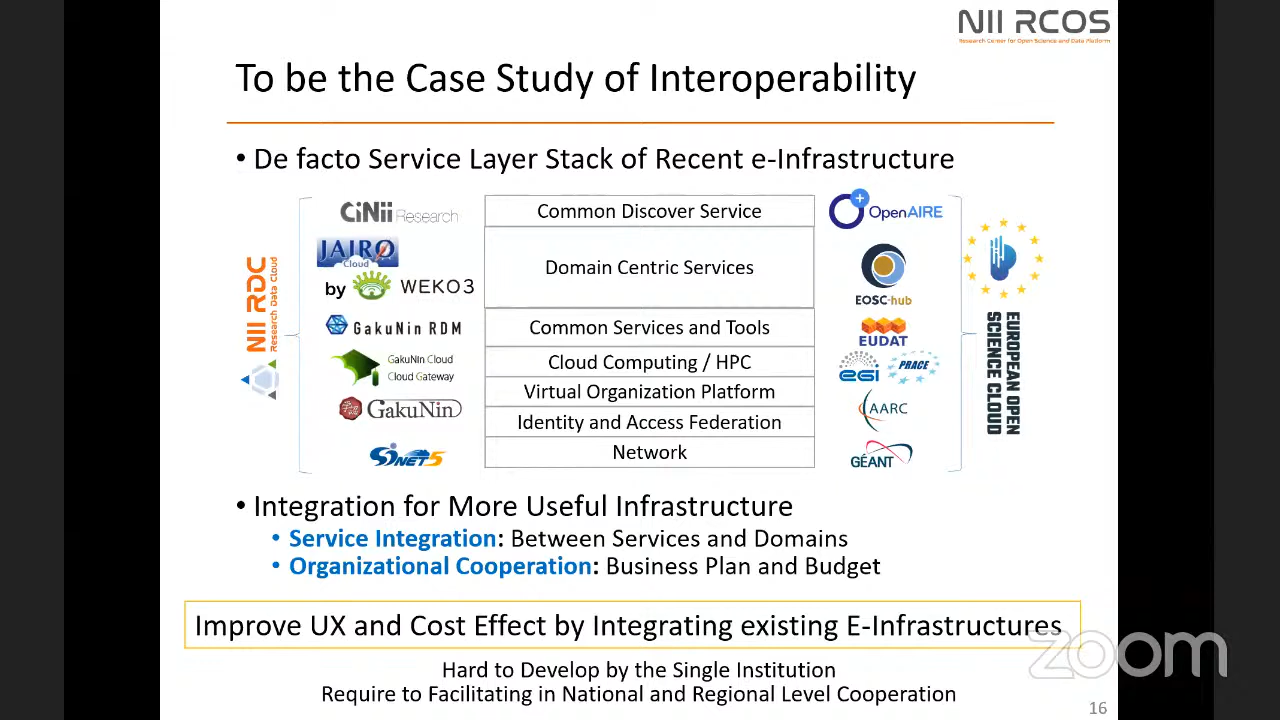 NII RCOS
Research Center for Open Science and Data Platform
To be the Case Study of Interoperability
• De facto Service Layer Stack of Recent e-Infrastructure
NII RDC
Research Data Cloud
CiNii Research
JAIRO
Cloud
by WEKO3
GakuNin RDM
GakuNin Cloud
Cloud Gateway
GakuNin
SINET5
Common Discover Service
Domain Centric Services
Common Services and Tools
Cloud Computing / HPC
Virtual Organization Platform
Identity and Access Federation
Network
OpenAIRE
EOSC-hub
EUDAT
egi
PRACE
AARC
GÉANT
EUROPEAN OPEN
SCIENCE CLOUD
• Integration for More Useful Infrastructure
• Service Integration: Between Services and Domains
• Organizational Cooperation: Business Plan and Budget
Improve UX and Cost Effect by Integrating existing E-Infrastructures
zoom
Hard to Develop by the Single Institution
Require to Facilitating in National and Regional Level Cooperation
16